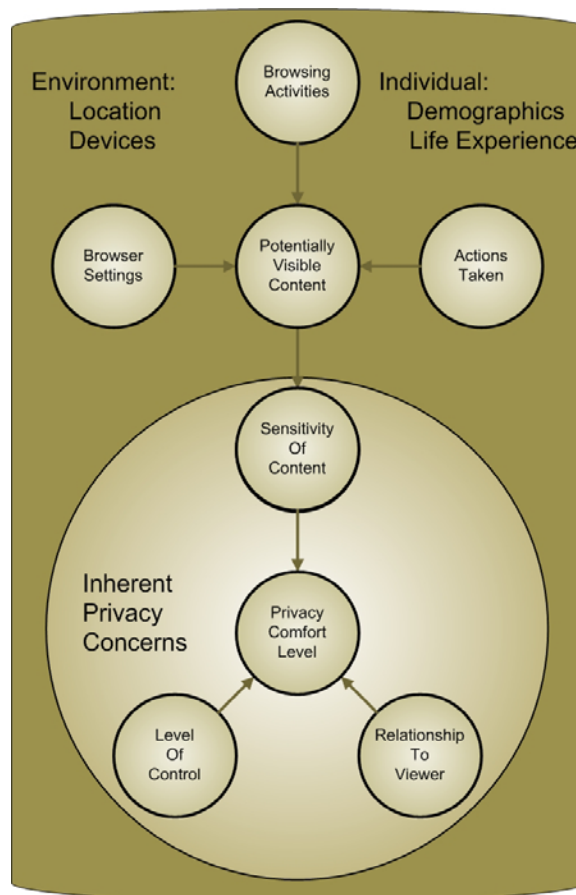 Environment:
Location
Devices
Browsing
Activities
Individual:
Demographics
Life Experience
Browser
Settings
Potentially
Visible
Content
Actions
Taken
Sensitivity
Of
Content
Inherent
Privacy
Concerns
Privacy
Comfort
Level
Level
Of
Control
Relationship
To
Viewer